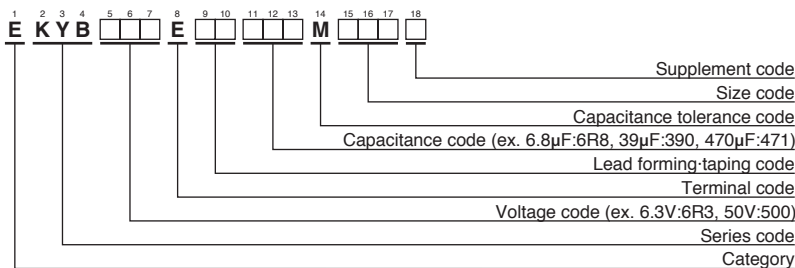 1 2 3 4 5 6 7 8 9 10 11 12 13 14 15 16 17 18
E K Y B E M
Supplement code
Size code
Capacitance tolerance code
Capacitance code (ex. 6.8μF:6R8, 39μF:390, 470μF:471)
Lead forming·taping code
Terminal code
Voltage code (ex. 6.3V:6R3, 50V:500)
Series code
Category